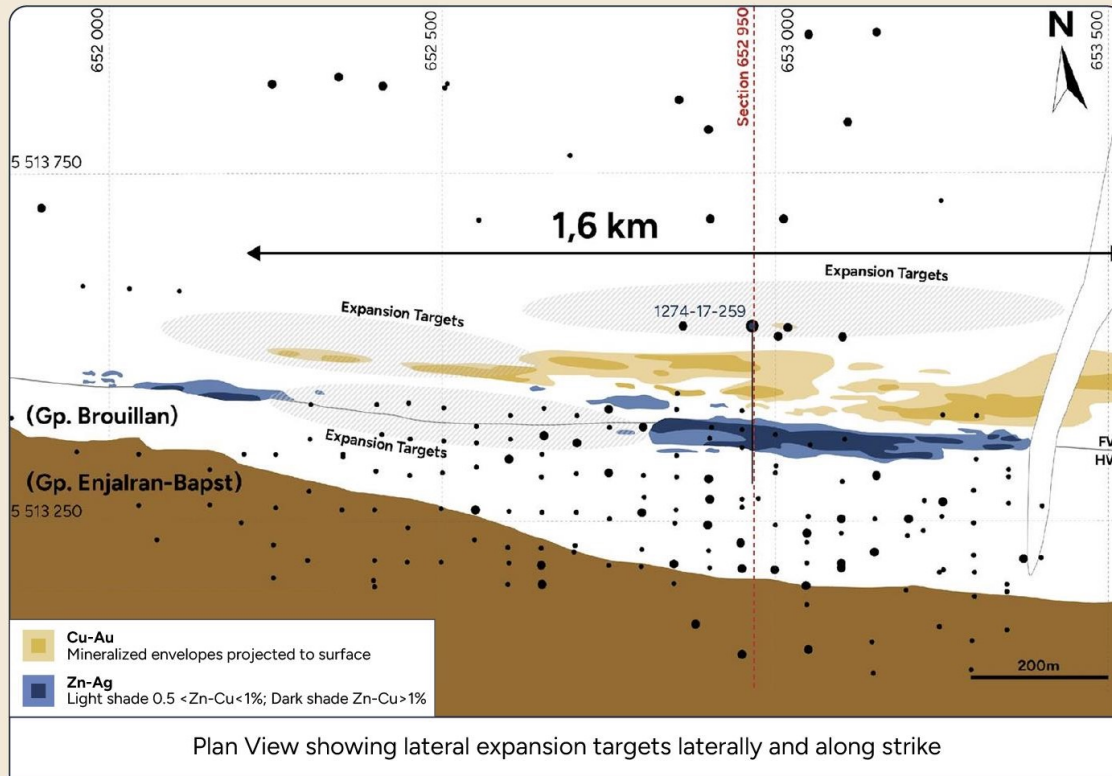 652 000
652 500
Section 652 950
653 000
N
653 500
5 513 750
1,6 km
Expansion Targets
Expansion Targets
1274-17-259
(Gp. Brouillan)
Expansion Targets
FW
HW
(Gp. Enjalran-Bapst)
5 513 250
Cu-Au
Mineralized envelopes projected to surface
Zn-Ag
Light shade 0.5 <Zn-Cu<1%; Dark shade Zn-Cu>1%
200m
Plan View showing lateral expansion targets laterally and along strike